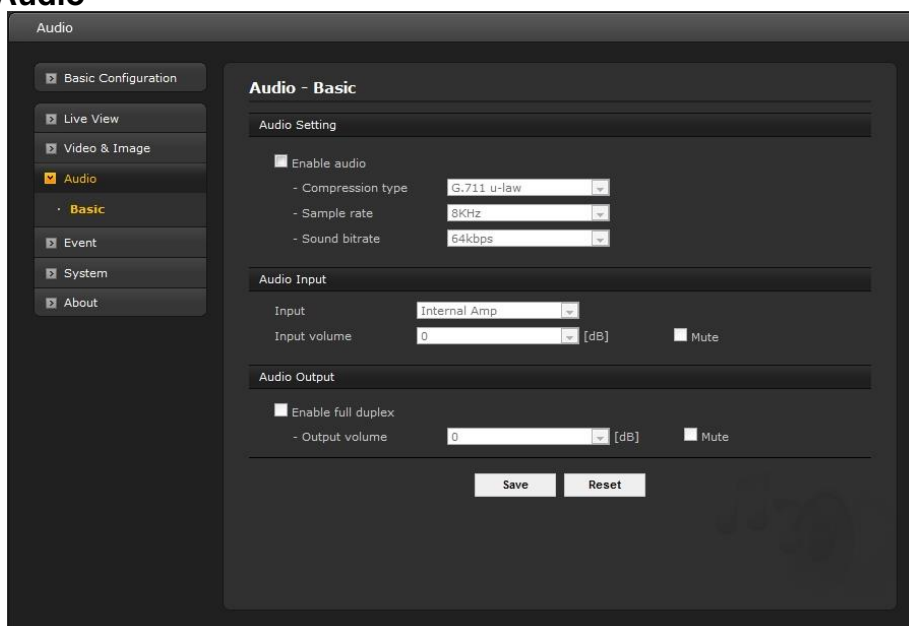 Audio
Audio
Basic Configuration
Live View
Video & Image
Audio
· Basic
Event
System
About
Audio - Basic
Audio Setting
Enable audio
- Compression type G.711 u-law
- Sample rate 8KHz
- Sound bitrate 64kbps
Audio Input
Input Internal Amp
Input volume 0 [dB] Mute
Audio Output
Enable full duplex
- Output volume 0 [dB] Mute
Save Reset